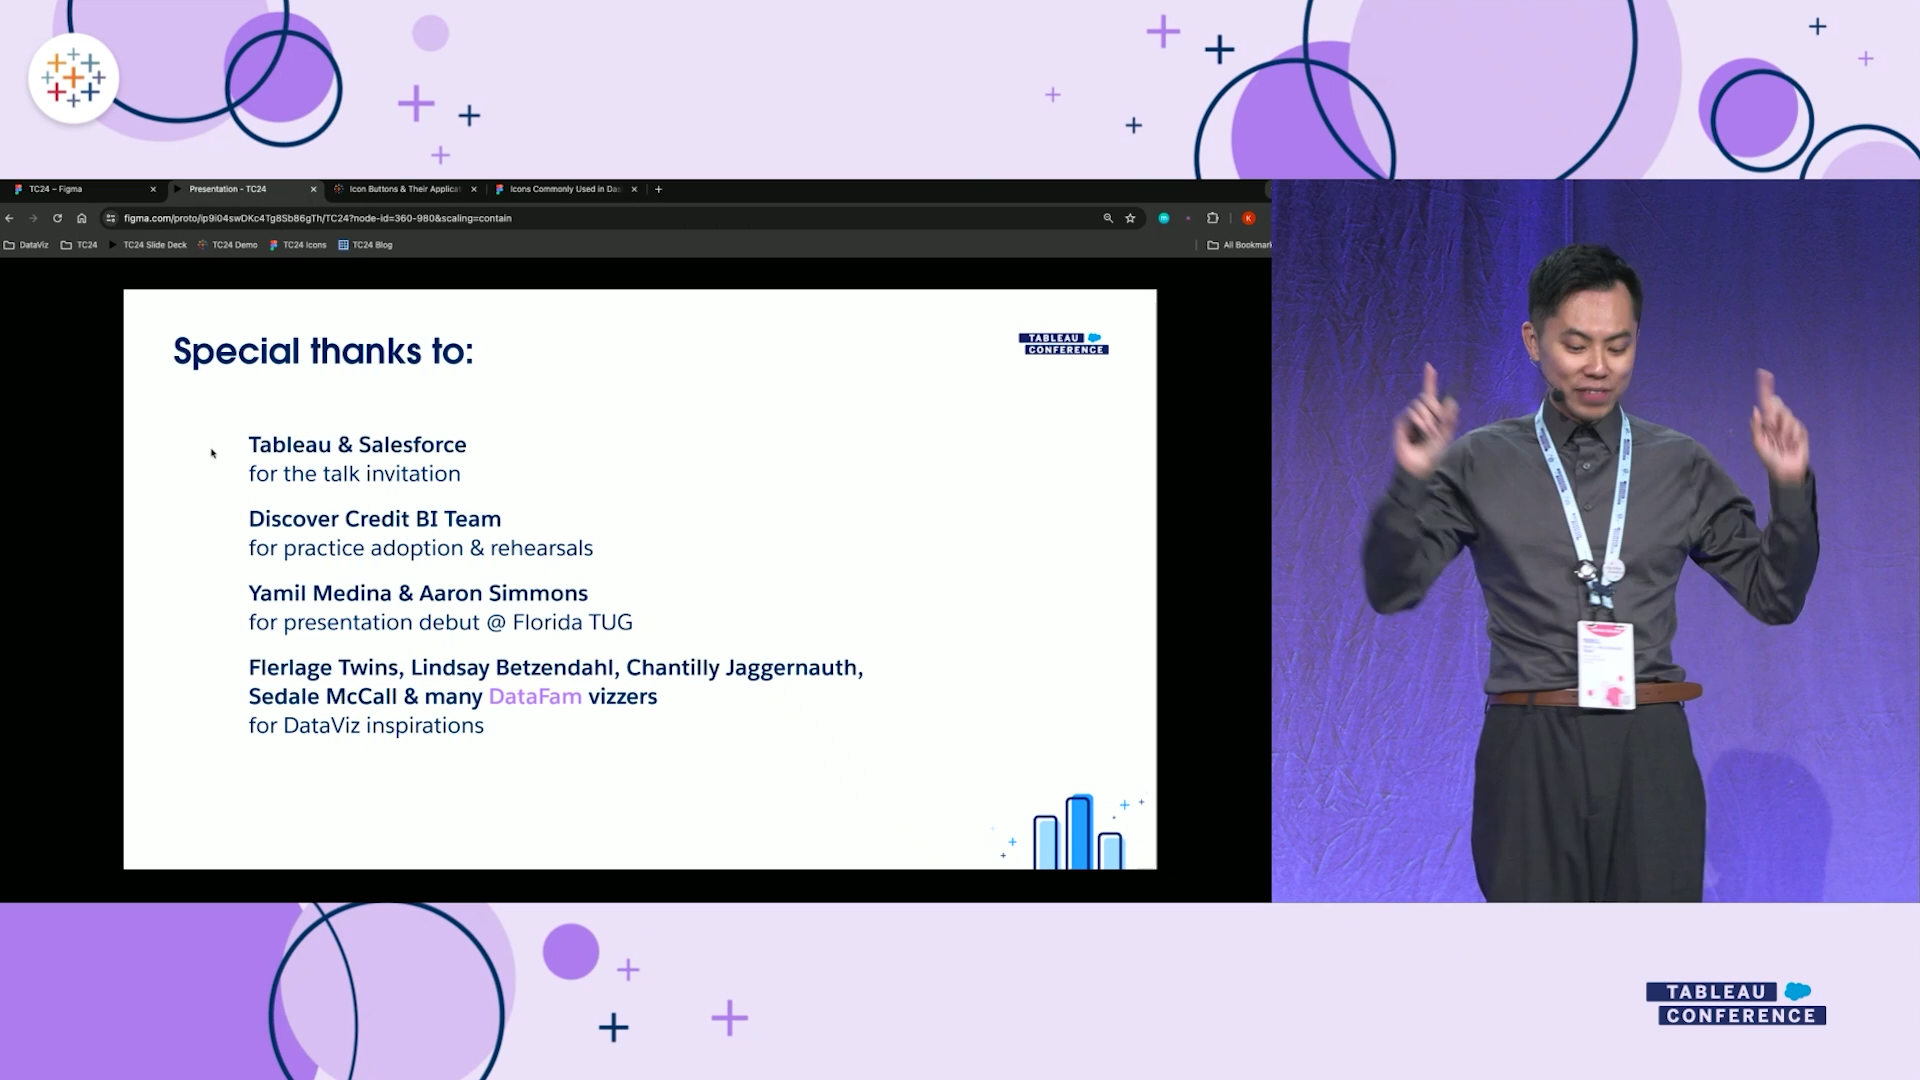 TC24 – Figma
Presentation - TC24
Icon Buttons & Their Applicat
Icons Commonly Used in Das
figma.com/proto/ip9i04swDKc4Tg8Sb86gTh/TC24?node-id=360-980&scaling=contain
DataViz
TC24
TC24 Slide Deck
TC24 Demo
TC24 Icons
TC24 Blog
All Bookmark
Special thanks to:
TABLEAU
CONFERENCE
Tableau & Salesforce
for the talk invitation
Discover Credit BI Team
for practice adoption & rehearsals
Yamil Medina & Aaron Simmons
for presentation debut @ Florida TUG
Flerlage Twins, Lindsay Betzendahl, Chantilly Jaggernauth,
Sedale McCall & many DataFam vizzers
for DataViz inspirations
TABLEAU
CONFERENCE